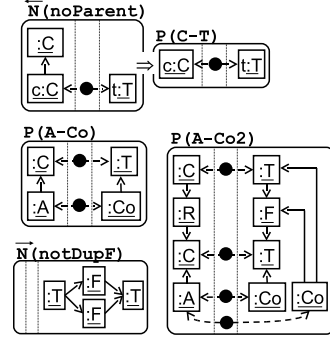 N(noParent)
:C
c:C t:T
⇒
P(C-T)
c:C t:T
P(A-Co)
:C :T
:A :Co
P(A-Co2)
:C :T
:R :F
:C :T
:A :Co :Co
N(notDupF)
:F
:T :T
:F